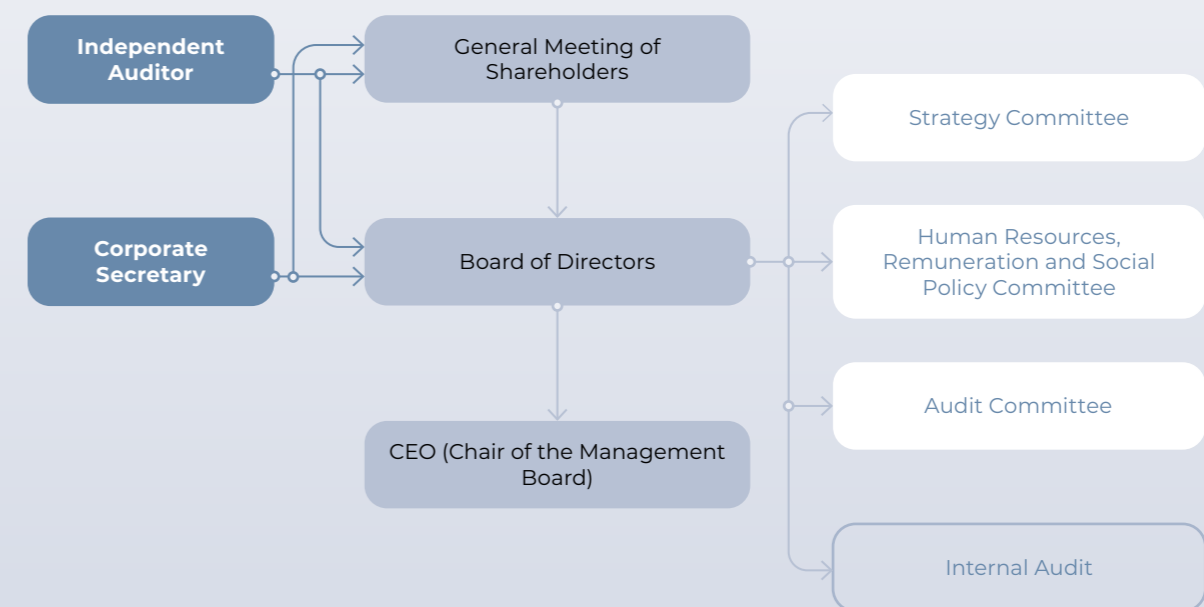 Independent
Auditor
General Meeting of
Shareholders
Strategy Committee
Corporate
Secretary
Board of Directors
Human Resources,
Remuneration and Social
Policy Committee
CEO (Chair of the Management
Board)
Audit Committee
Internal Audit